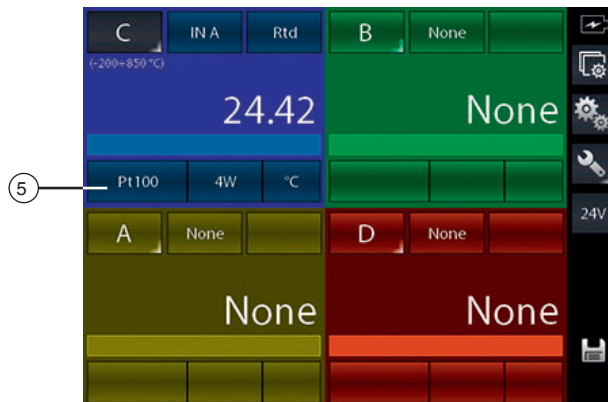 C IN A Rtd
(-200÷850 °C)
24.42
5
Pt100 4W °C
B None
None
A None
None
D None
None
24V